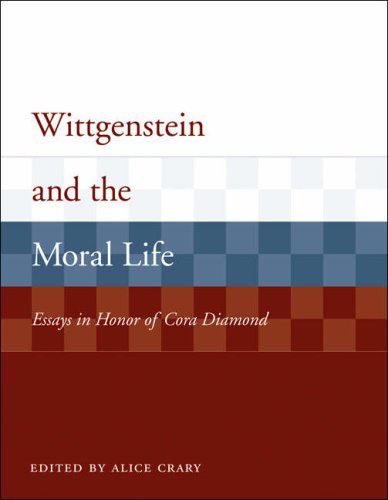 Wittgenstein
and the
Moral Life
Essays in Honor of Cora Diamond
EDITED BY ALICE CRARY